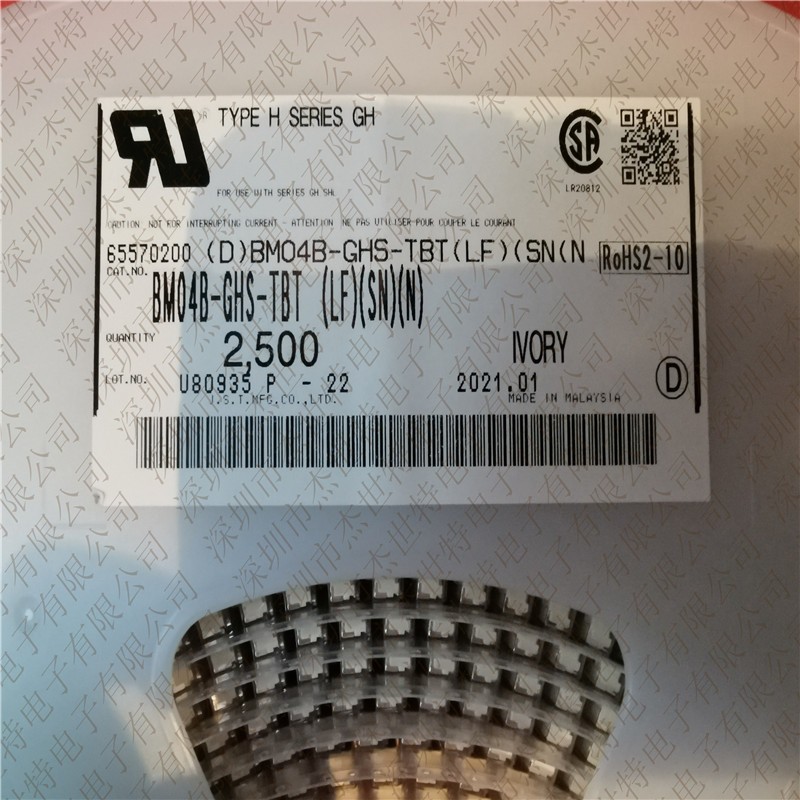 R TYPE H SERIES GH
LR20812
FOR USE WITH SERIES GH SHL
CAUTION NOT FOR INTERRUPTING CURRENT - ATTENTION NE PAS UTILISER POUR COUPER LE COURANT
65570200 (D)BM04B-GHS-TBT(LF)(SN(N RoHS2-10
CAT.NO.
BM04B-GHS-TBT (LF)(SN)(N)
QUANTITY 2,500 IVORY
LOT.NO. U80935 P - 22 2021.01 D
J.S.T.MFG.CO.,LTD. MADE IN MALAYSIA
深圳市杰世特电子有限公司